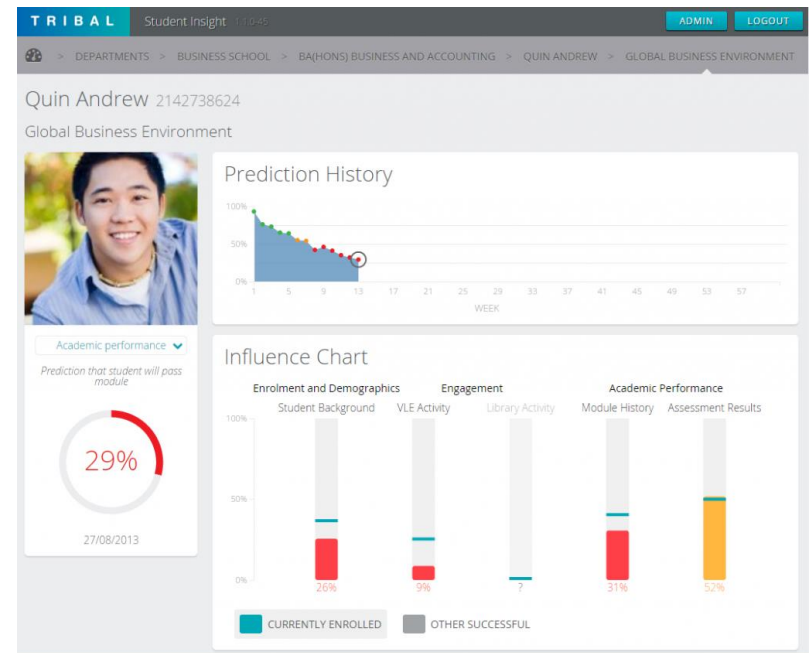 TRIBAL Student Insight 1.1.0-45 ADMIN LOGOUT
> DEPARTMENTS > BUSINESS SCHOOL > BA(HONS) BUSINESS AND ACCOUNTING > QUIN ANDREW > GLOBAL BUSINESS ENVIRONMENT
Quin Andrew 2142738624
Global Business Environment
Academic performance
Prediction that student will pass
module
29%
27/08/2013
Prediction History
100%
50%
0%
1 5 9 13 17 21 25 29 33 37 41 45 49 53 57
WEEK
Influence Chart
Enrolment and Demographics Engagement Academic Performance
Student Background VLE Activity Library Activity Module History Assessment Results
100%
50%
0%
26% 9% ? 31% 52%
CURRENTLY ENROLLED OTHER SUCCESSFUL